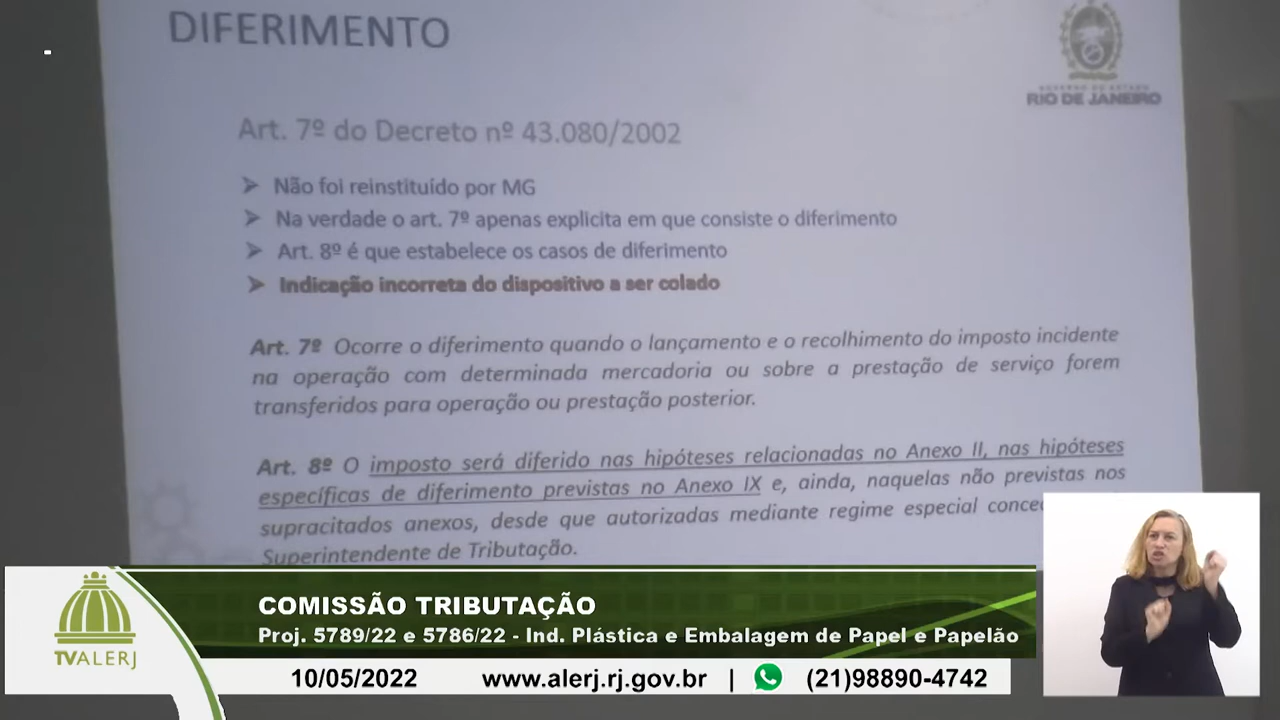 DIFERIMENTO
RIO DE JANEIRO
Art. 7º do Decreto nº 43.080/2002
➤ Não foi reinstituído por MG
➤ Na verdade o art. 7º apenas explicita em que consiste o diferimento
➤ Art. 8º é que estabelece os casos de diferimento
➤ Indicação incorreta do dispositivo a ser colado
Art. 7º Ocorre o diferimento quando o lançamento e o recolhimento do imposto incidente
na operação com determinada mercadoria ou sobre a prestação de serviço forem
transferidos para operação ou prestação posterior.
Art. 8º O imposto será diferido nas hipóteses relacionadas no Anexo II, nas hipóteses
específicas de diferimento previstas no Anexo IX e, ainda, naquelas não previstas nos
supracitados anexos, desde que autorizadas mediante regime especial
Superintendente de Tributação.
COMISSÃO TRIBUTAÇÃO
Proj. 5789/22 e 5786/22 - Ind. Plástica e Embalagem de Papel e Papelão
TVALERJ
10/05/2022 www.alerj.rj.gov.br | (21)98890-4742